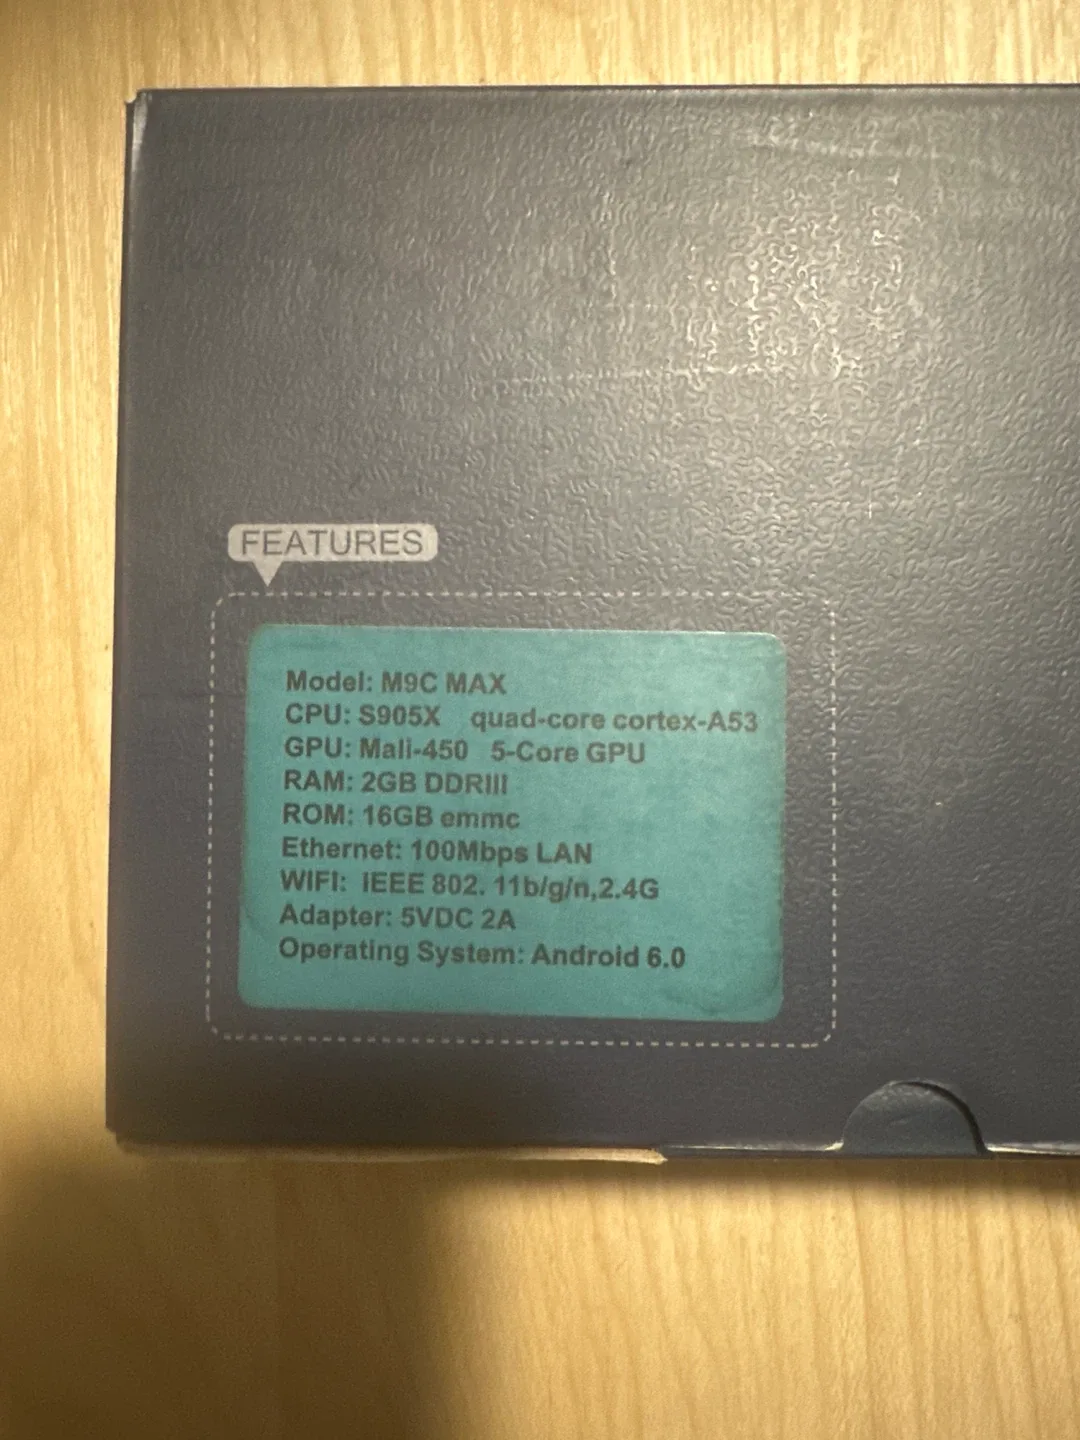 FEATURES
Model: M9C MAX
CPU: S905X quad-core cortex-A53
GPU: Mali-450 5-Core GPU
RAM: 2GB DDRIII
ROM: 16GB emmc
Ethernet: 100Mbps LAN
WIFI: IEEE 802. 11b/g/n,2.4G
Adapter: 5VDC 2A
Operating System: Android 6.0